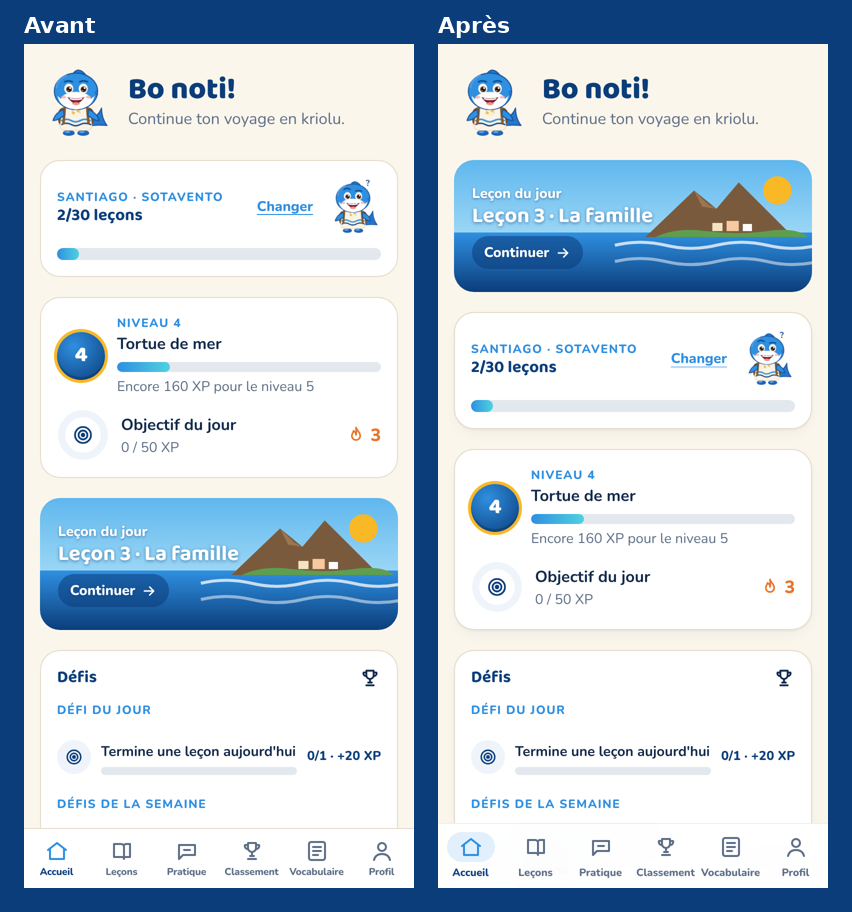 Avant
Bo noti!
Continue ton voyage en kriolu.
SANTIAGO · SOTAVENTO
2/30 leçons
Changer
?
NIVEAU 4
4
Tortue de mer
Encore 160 XP pour le niveau 5
Objectif du jour
0 / 50 XP
3
Leçon du jour
Leçon 3 · La famille
Continuer →
Défis
DÉFI DU JOUR
Termine une leçon aujourd'hui
0/1 · +20 XP
DÉFIS DE LA SEMAINE
Accueil
Leçons
Pratique
Classement
Vocabulaire
Profil
Après
Bo noti!
Continue ton voyage en kriolu.
Leçon du jour
Leçon 3 · La famille
Continuer →
SANTIAGO · SOTAVENTO
2/30 leçons
Changer
?
NIVEAU 4
4
Tortue de mer
Encore 160 XP pour le niveau 5
Objectif du jour
0 / 50 XP
3
Défis
DÉFI DU JOUR
Termine une leçon aujourd'hui
0/1 · +20 XP
DÉFIS DE LA SEMAINE
Accueil
Leçons
Pratique
Classement
Vocabulaire
Profil